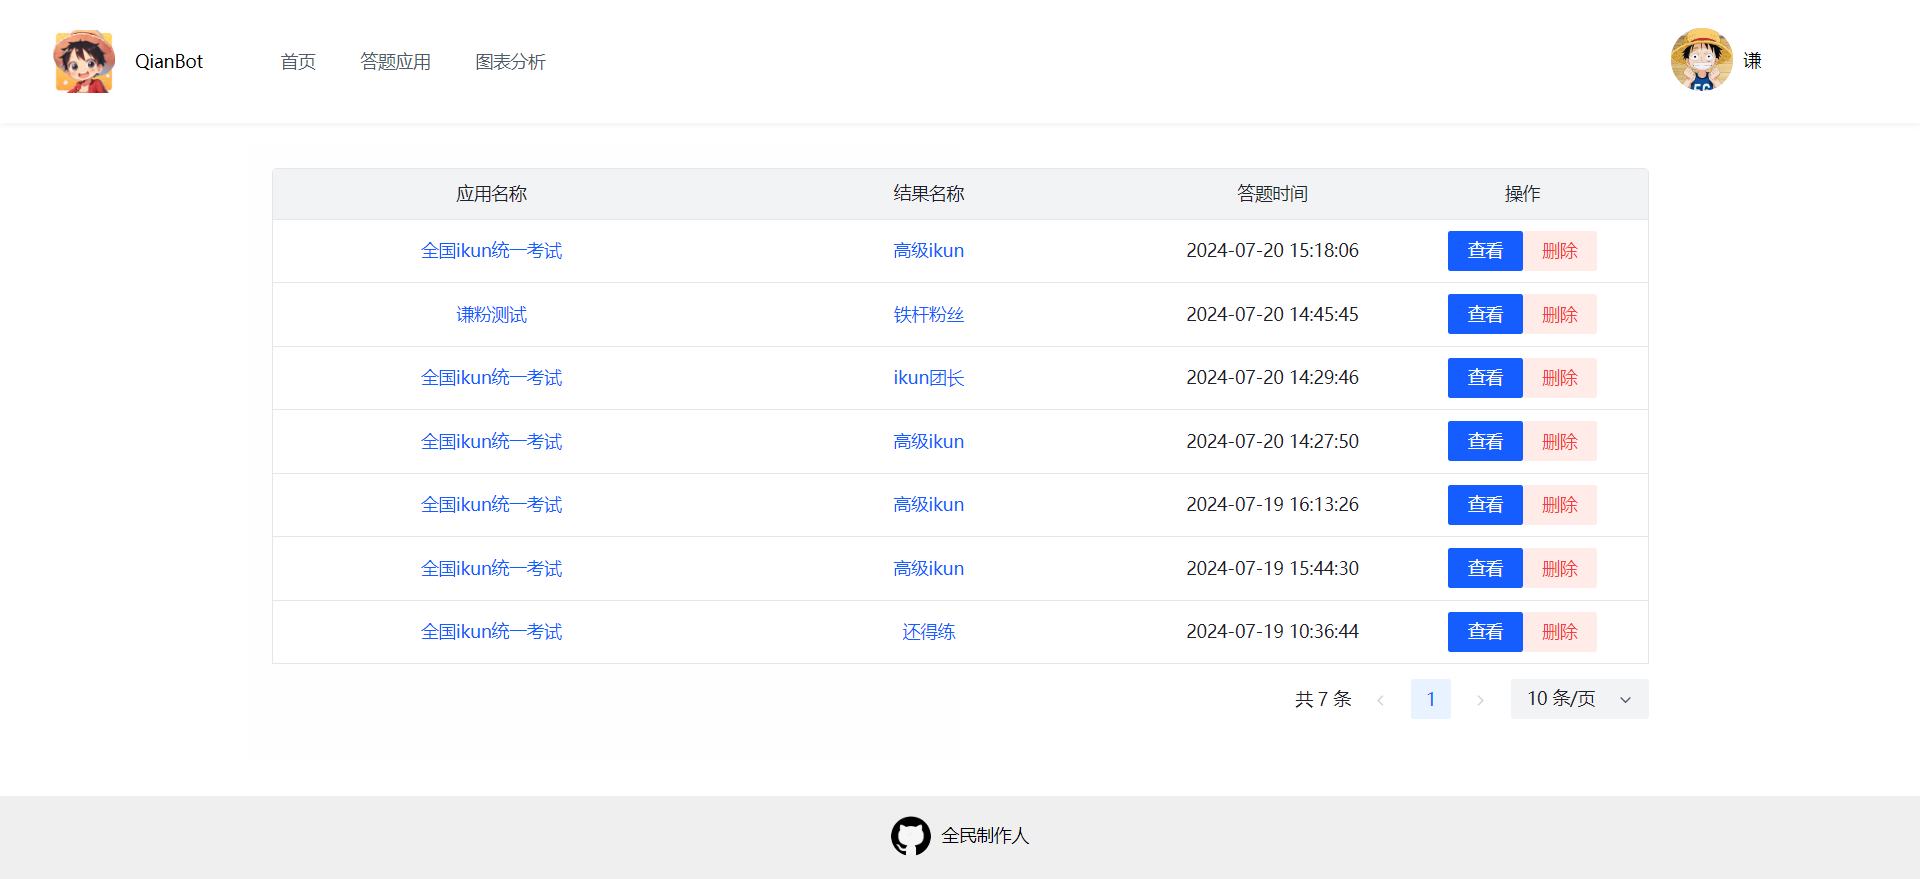 QianBot 首页 答题应用 图表分析 谦
应用名称 结果名称 答题时间 操作
全国ikun统一考试 高级ikun 2024-07-20 15:18:06 查看 删除
谦粉测试 铁杆粉丝 2024-07-20 14:45:45 查看 删除
全国ikun统一考试 ikun团长 2024-07-20 14:29:46 查看 删除
全国ikun统一考试 高级ikun 2024-07-20 14:27:50 查看 删除
全国ikun统一考试 高级ikun 2024-07-19 16:13:26 查看 删除
全国ikun统一考试 高级ikun 2024-07-19 15:44:30 查看 删除
全国ikun统一考试 还得练 2024-07-19 10:36:44 查看 删除
共 7 条 1 10 条/页
全民制作人